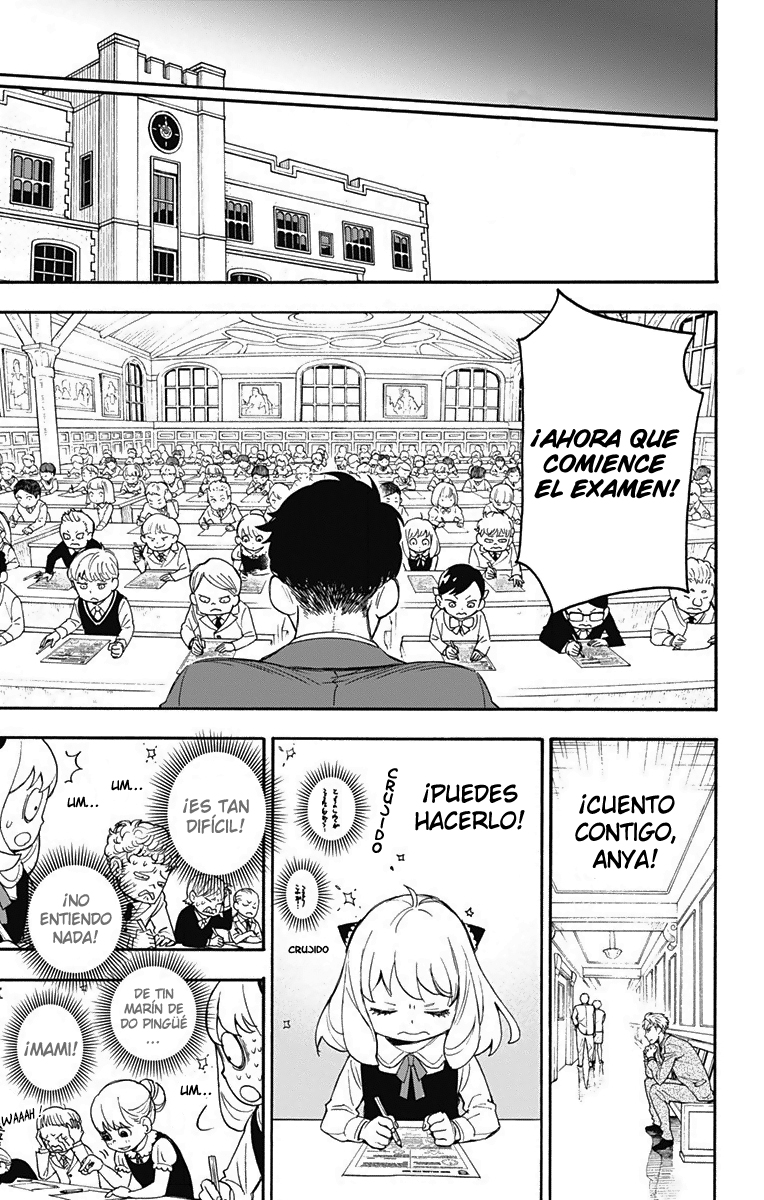 ¡AHORA QUE
COMIENCE
EL EXAMEN!
¡CUENTO
CONTIGO,
ANYA!
¡PUEDES
HACERLO!
CRUJIDO
CRUJIDO
¡ES TAN
DIFÍCIL!
UM...
UM...
¡NO
ENTIENDO
NADA!
DE TIN
MARÍN DE
DO PINGÜÉ
...
UM...
¡MAMI!
WAAAH!